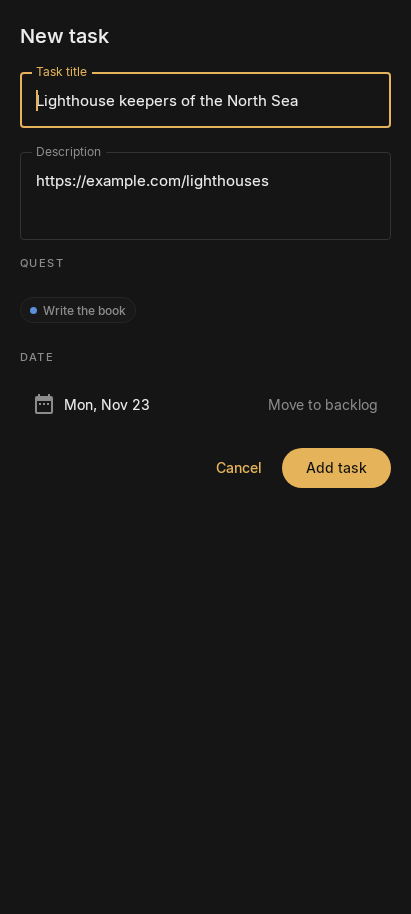 New task
Task title
Lighthouse keepers of the North Sea
Description
https://example.com/lighthouses
QUEST
Write the book
DATE
Mon, Nov 23
Move to backlog
Cancel
Add task